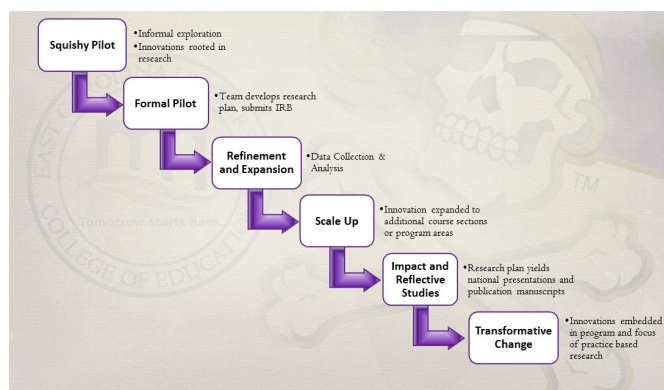 Squishy Pilot
•Informal exploration
•Innovations rooted in
research
Formal Pilot
•Team develops research
plan, submits IRB
Refinement
and Expansion
•Data Collection &
Analysis
Scale Up
•Innovation expanded to
additional course sections
or program areas
Impact and
Reflective
Studies
•Research plan yields
national presentations and
publication manuscripts
Transformative
Change
•Innovations embedded
in program and focus
of practice based
research
Tomorrow starts here
COLLEGE OF EDUCATION
TM